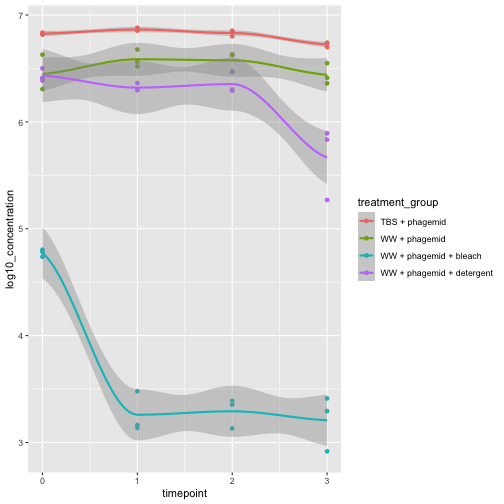 7
6
5
4
3
log10_concentration
0
1
2
3
timepoint
treatment_group
TBS + phagemid
WW + phagemid
WW + phagemid + bleach
WW + phagemid + detergent